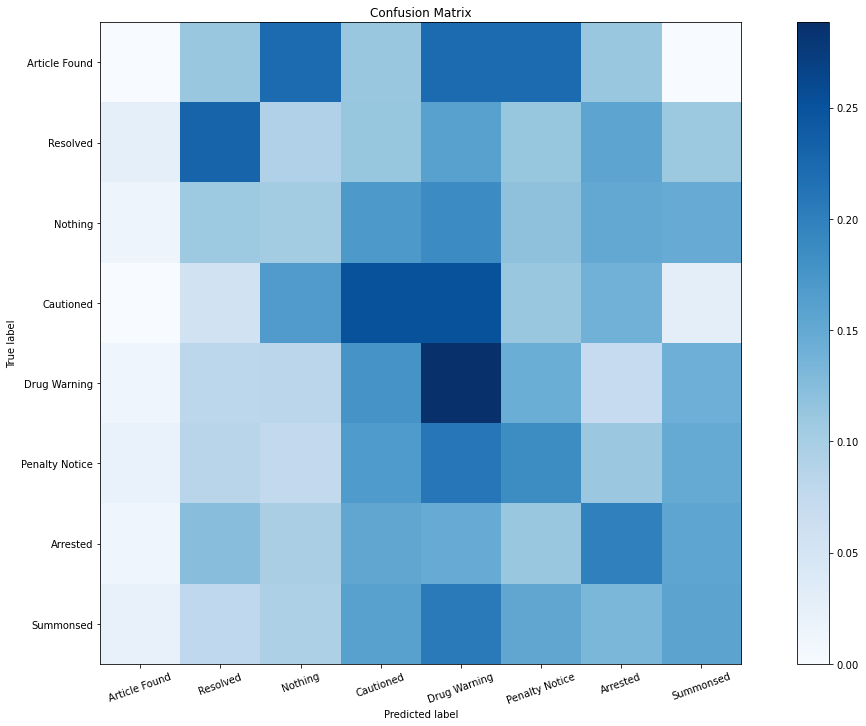 Confusion Matrix
True label
Article Found
Resolved
Nothing
Cautioned
Drug Warning
Penalty Notice
Arrested
Summonsed
Article Found
Resolved
Nothing
Cautioned
Drug Warning
Penalty Notice
Arrested
Summonsed
Predicted label
0.25
0.20
0.15
0.10
0.05
0.00